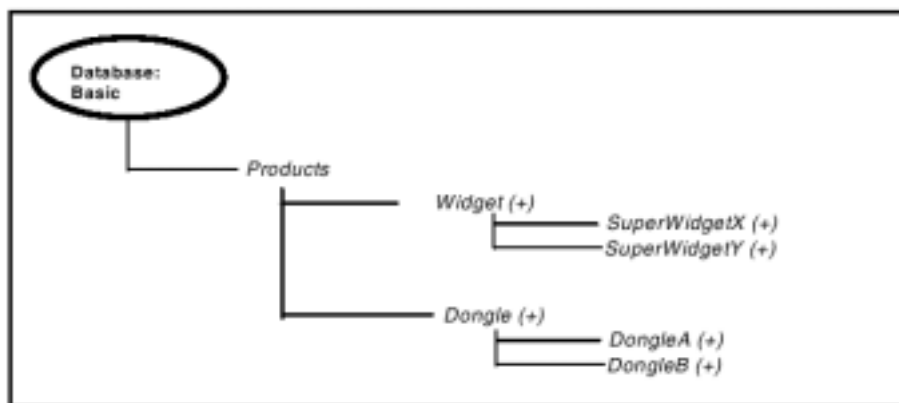 Database:
Basic
Products
Widget (+)
SuperWidgetX (+)
SuperWidgetY (+)
Dongle (+)
DongleA (+)
DongleB (+)